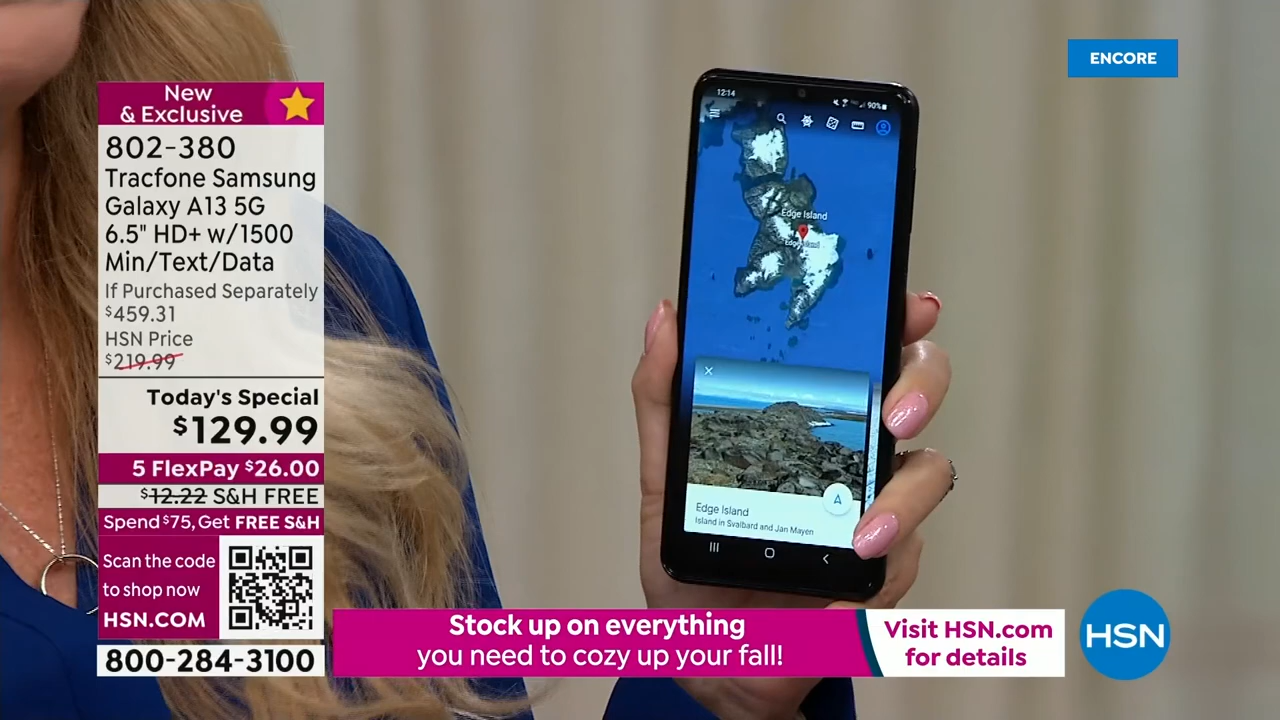 ENCORE
New
& Exclusive
802-380
Tracfone Samsung
Galaxy A13 5G
6.5" HD+ w/1500
Min/Text/Data
If Purchased Separately
$459.31
HSN Price
$219.99
Today's Special
$129.99
5 FlexPay $26.00
$12.22 S&H FREE
Spend $75, Get FREE S&H
Scan the code
to shop now
HSN.COM
800-284-3100
12:14
90%
Edge Island
Edge Island
Edge Island
Island in Svalbard and Jan Mayen
Stock up on everything
you need to cozy up your fall!
Visit HSN.com
for details
HSN